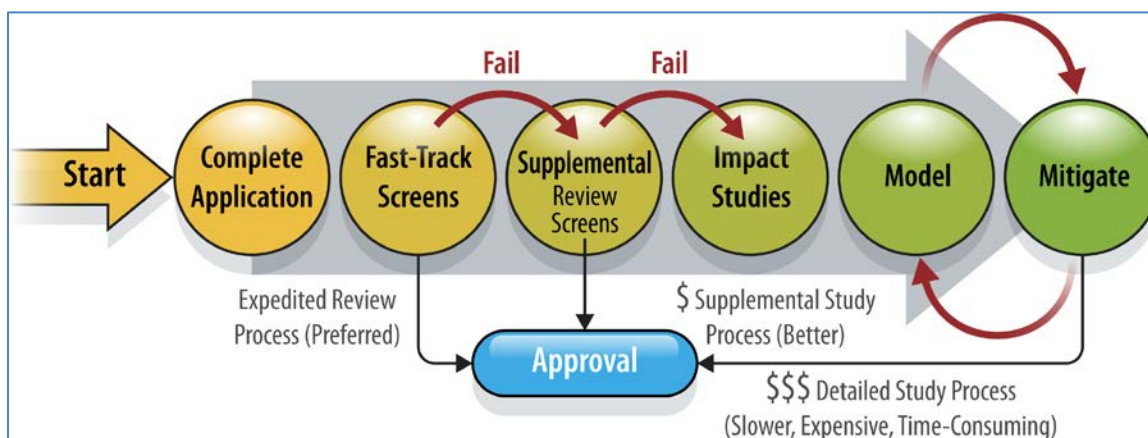 Fail
Fail
Start
Complete
Application
Fast-Track
Screens
Supplemental
Review
Screens
Impact
Studies
Model
Mitigate
Expedited Review
Process (Preferred)
$ Supplemental Study
Process (Better)
Approval
$$$ Detailed Study Process
(Slower, Expensive, Time-Consuming)